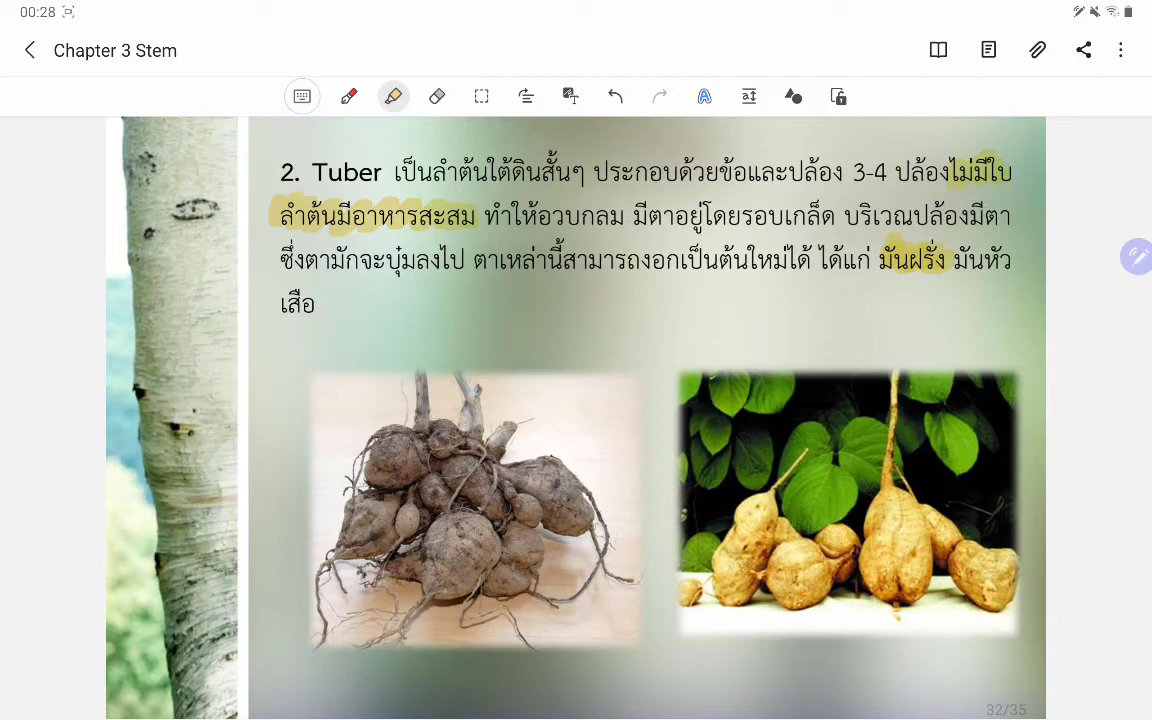 00:28
Chapter 3 Stem
2. Tuber เป็นลำต้นใต้ดินสั้นๆ ประกอบด้วยข้อและปล้อง 3-4 ปล้องไม่มีใบ
ลำต้นมีอาหารสะสม ทำให้อวบกลม มีตาอยู่โดยรอบเกล็ด บริเวณปล้องมีตา
ซึ่งตามักจะบุ๋มลงไป ตาเหล่านี้สามารถงอกเป็นต้นใหม่ได้ ได้แก่ มันฝรั่ง มันหัว
เสือ
32/35